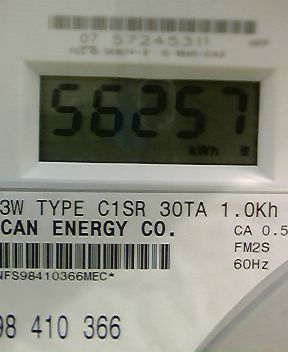 07 57245311
56257
kWh
3W TYPE C1SR 30TA 1.0Kh
CAN ENERGY CO.
CA 0.5
FM2S
60Hz
NFS98410366MEC*
98 410 366